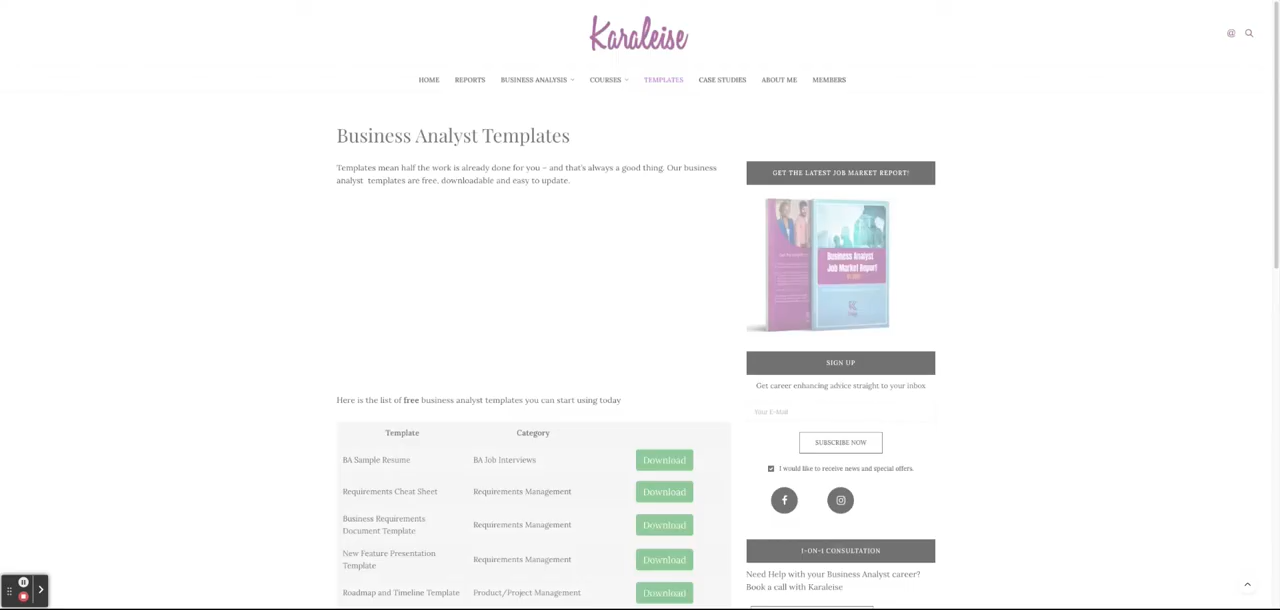 Karaleise
HOME REPORTS BUSINESS ANALYSIS COURSES TEMPLATES CASE STUDIES ABOUT ME MEMBERS
Business Analyst Templates
Templates mean half the work is already done for you – and that's always a good thing. Our business
analyst templates are free, downloadable and easy to update.
Here is the list of free business analyst templates you can start using today
Template Category
BA Sample Resume BA Job Interviews Download
Requirements Cheat Sheet Requirements Management Download
Business Requirements
Document Template Requirements Management Download
New Feature Presentation
Template Requirements Management Download
Roadmap and Timeline Template Product/Project Management Download
GET THE LATEST JOB MARKET REPORT!
Business Analyst
Job Market Report
SIGN UP
Get career enhancing advice straight to your inbox
Your E-Mail
SUBSCRIBE NOW
I would like to receive news and special offers.
1-ON-1 CONSULTATION
Need Help with your Business Analyst career?
Book a call with Karaleise